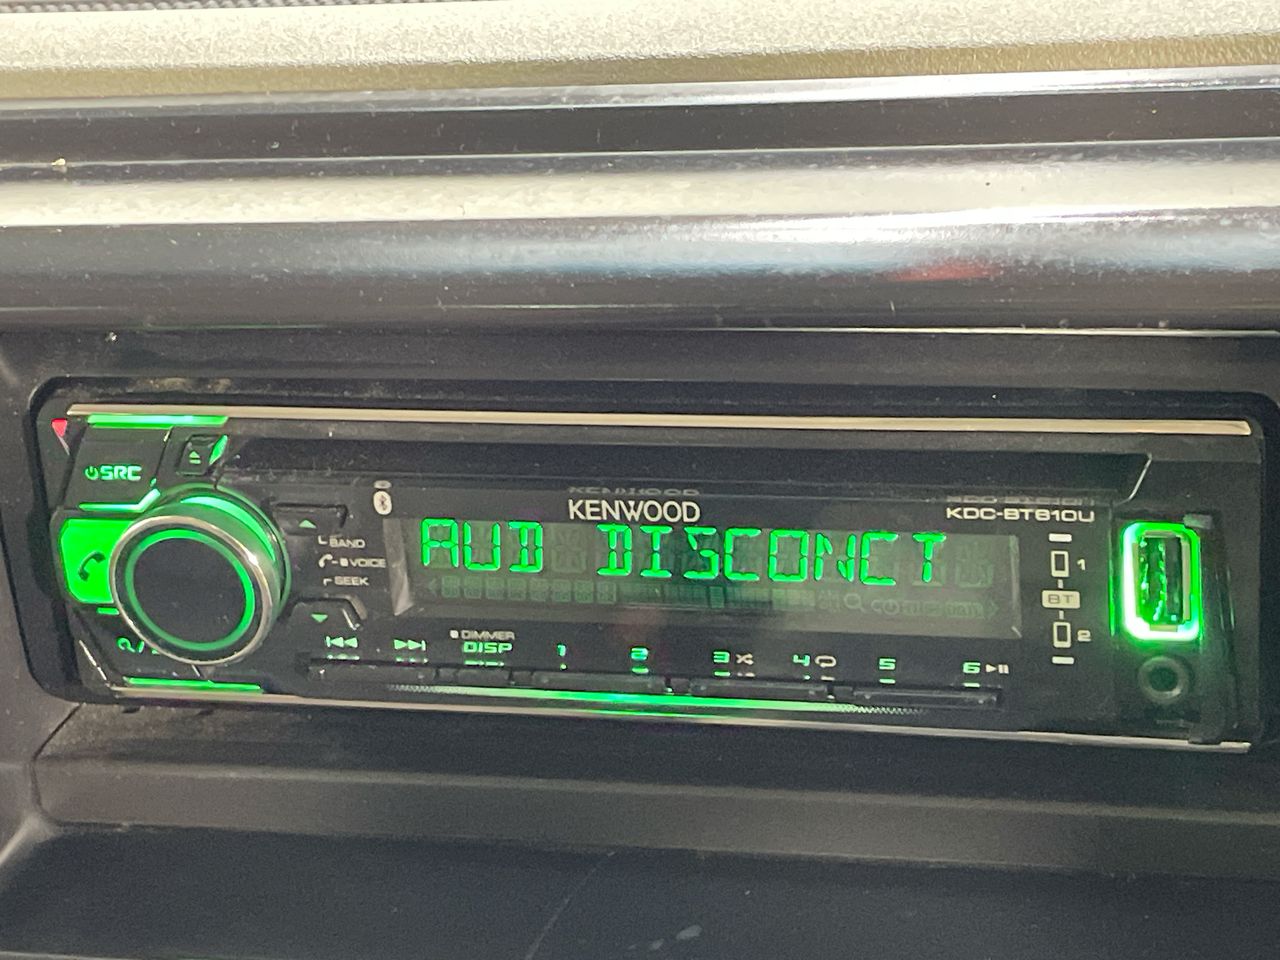 SRC
KENWOOD
KDC-BT610U
AUD DISCONCT
BAND
VOICE
SEEK
1
BT
2
DIMMER
DISP
1
2
3
4
5
6